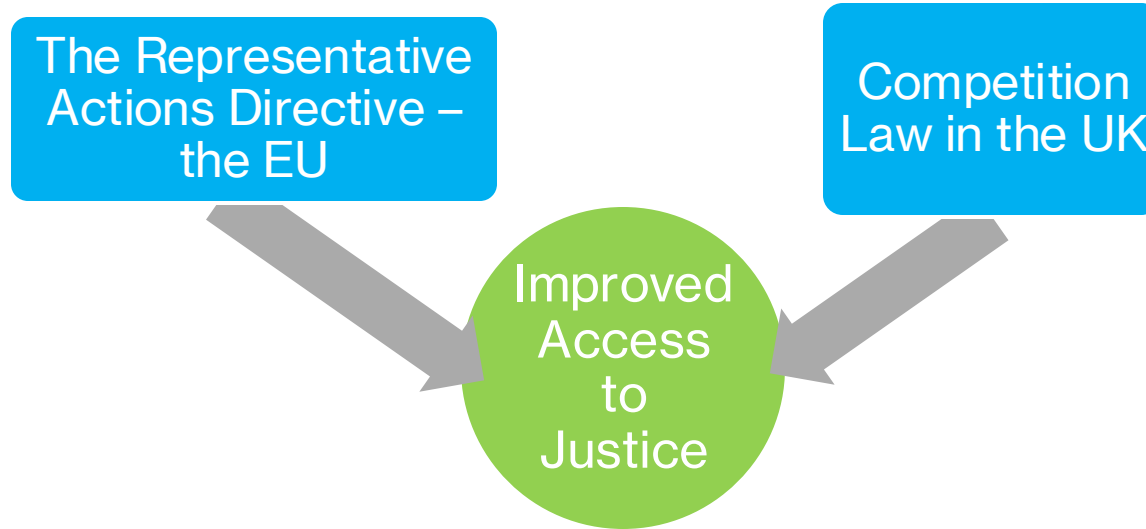 The Representative
Actions Directive –
the EU
Competition
Law in the UK
Improved
Access
to
Justice